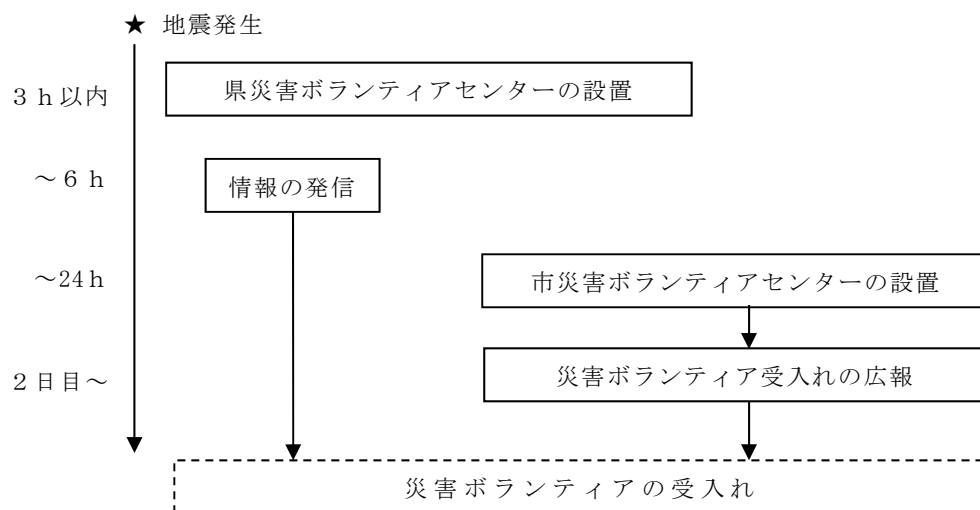 ★ 地震発生
３ｈ以内
県災害ボランティアセンターの設置
～６ｈ
情報の発信
～24ｈ
市災害ボランティアセンターの設置
２日目～
災害ボランティア受入れの広報
災害ボランティアの受入れ